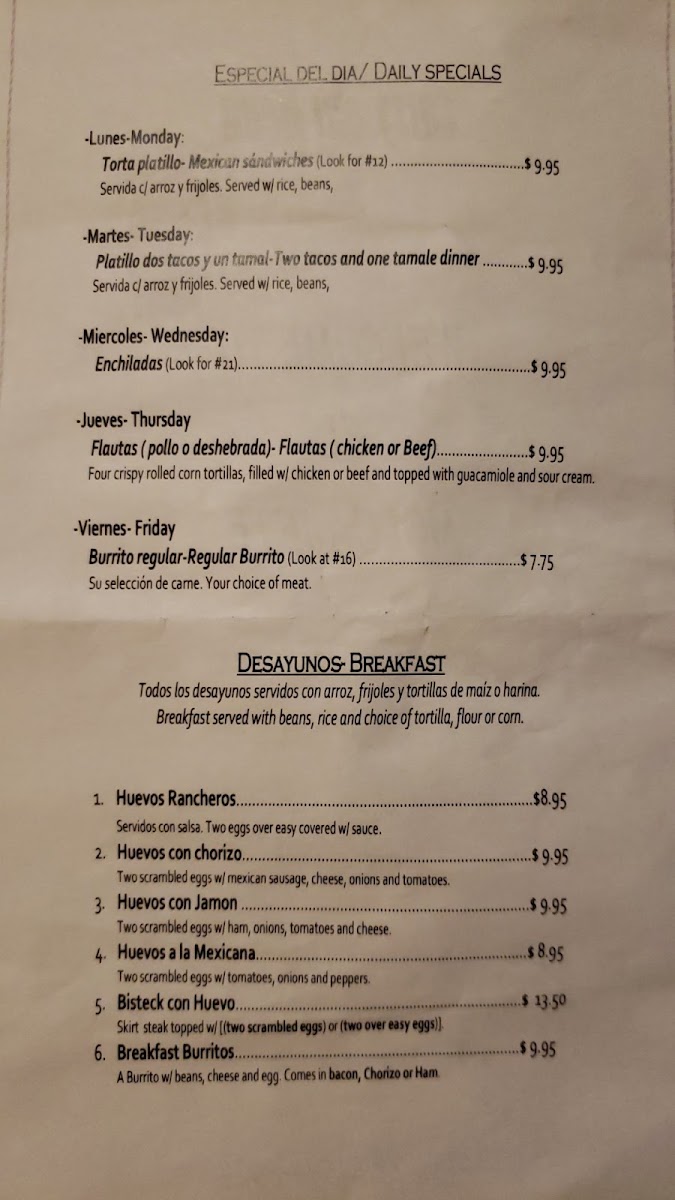 ESPECIAL DEL DIA/ DAILY SPECIALS
-Lunes-Monday:
Torta platillo- Mexican sándwiches (Look for #12) ....................................$ 9.95
Servida c/ arroz y frijoles. Served w/ rice, beans,
-Martes- Tuesday:
Platillo dos tacos y un tamal-Two tacos and one tamale dinner ............$ 9.95
Servida c/ arroz y frijoles. Served w/ rice, beans,
-Miercoles- Wednesday:
Enchiladas (Look for #21)...............................................................................$ 9.95
-Jueves- Thursday
Flautas ( pollo o deshebrada)- Flautas ( chicken or Beef)........................$ 9.95
Four crispy rolled corn tortillas, filled w/ chicken or beef and topped with guacamiole and sour cream.
-Viernes- Friday
Burrito regular-Regular Burrito (Look at #16) ..........................................$ 7.75
Su selección de carne. Your choice of meat.
DESAYUNOS- BREAKFAST
Todos los desayunos servidos con arroz, frijoles y tortillas de maíz o harina.
Breakfast served with beans, rice and choice of tortilla, flour or corn.
1. Huevos Rancheros................................................................................$8.95
Servidos con salsa. Two eggs over easy covered w/ sauce.
2. Huevos con chorizo...............................................................................$ 9.95
Two scrambled eggs w/ mexican sausage, cheese, onions and tomatoes.
3. Huevos con Jamon ...............................................................................$ 9.95
Two scrambled eggs w/ ham, onions, tomatoes and cheese.
4. Huevos a la Mexicana...........................................................................$ 8.95
Two scrambled eggs w/ tomatoes, onions and peppers.
5. Bisteck con Huevo...............................................................................$ 13.50
Skirt steak topped w/ [(two scrambled eggs) or (two over easy eggs)].
6. Breakfast Burritos...............................................................................$ 9.95
A Burrito w/ beans, cheese and egg. Comes in bacon, Chorizo or Ham.